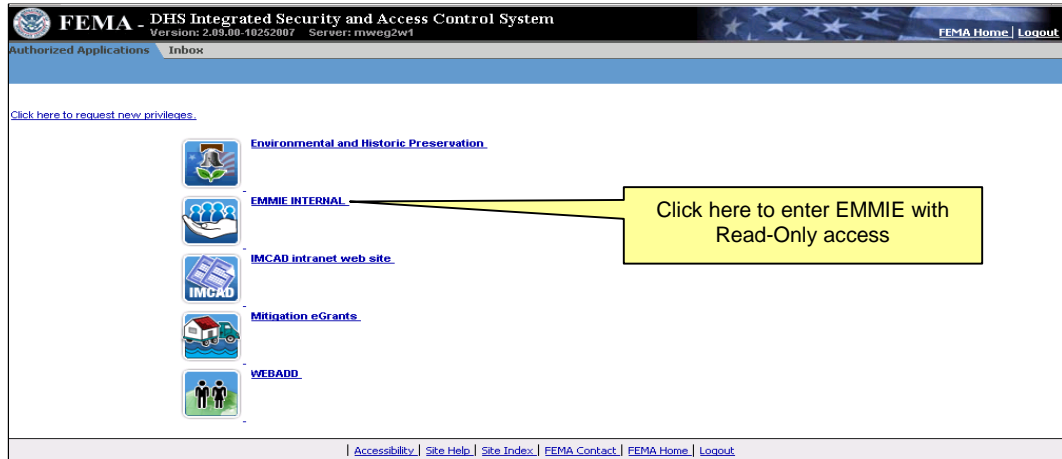 FEMA - DHS Integrated Security and Access Control System
Version: 2.09.00-10252007 Server: mweg2w1
FEMA Home | Logout
Authorized Applications Inbox
Click here to request new privileges.
Environmental and Historic Preservation
EMMIE INTERNAL
Click here to enter EMMIE with
Read-Only access
IMCAD intranet web site
IMCAD
Mitigation eGrants
WEBADD
| Accessibility | Site Help | Site Index | FEMA Contact | FEMA Home | Logout